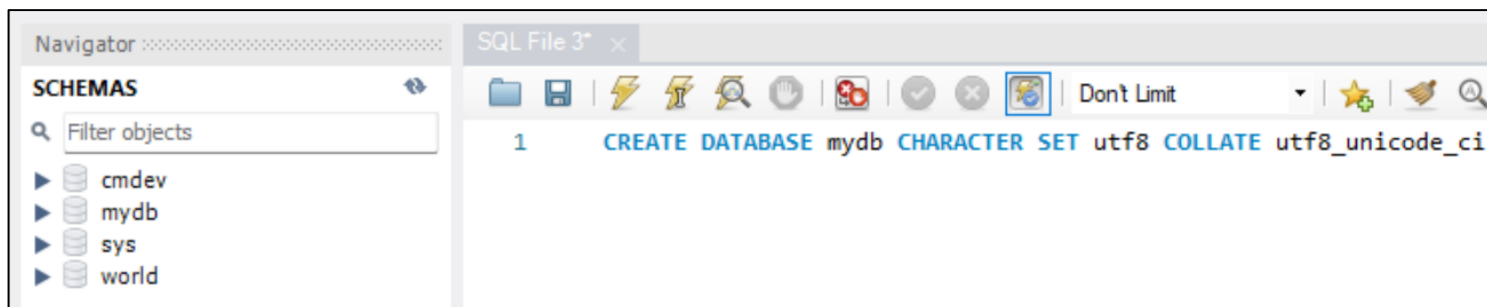 Navigator
SQL File 3*
SCHEMAS
Don't Limit
Filter objects
1 CREATE DATABASE mydb CHARACTER SET utf8 COLLATE utf8_unicode_ci
cmdev
mydb
sys
world